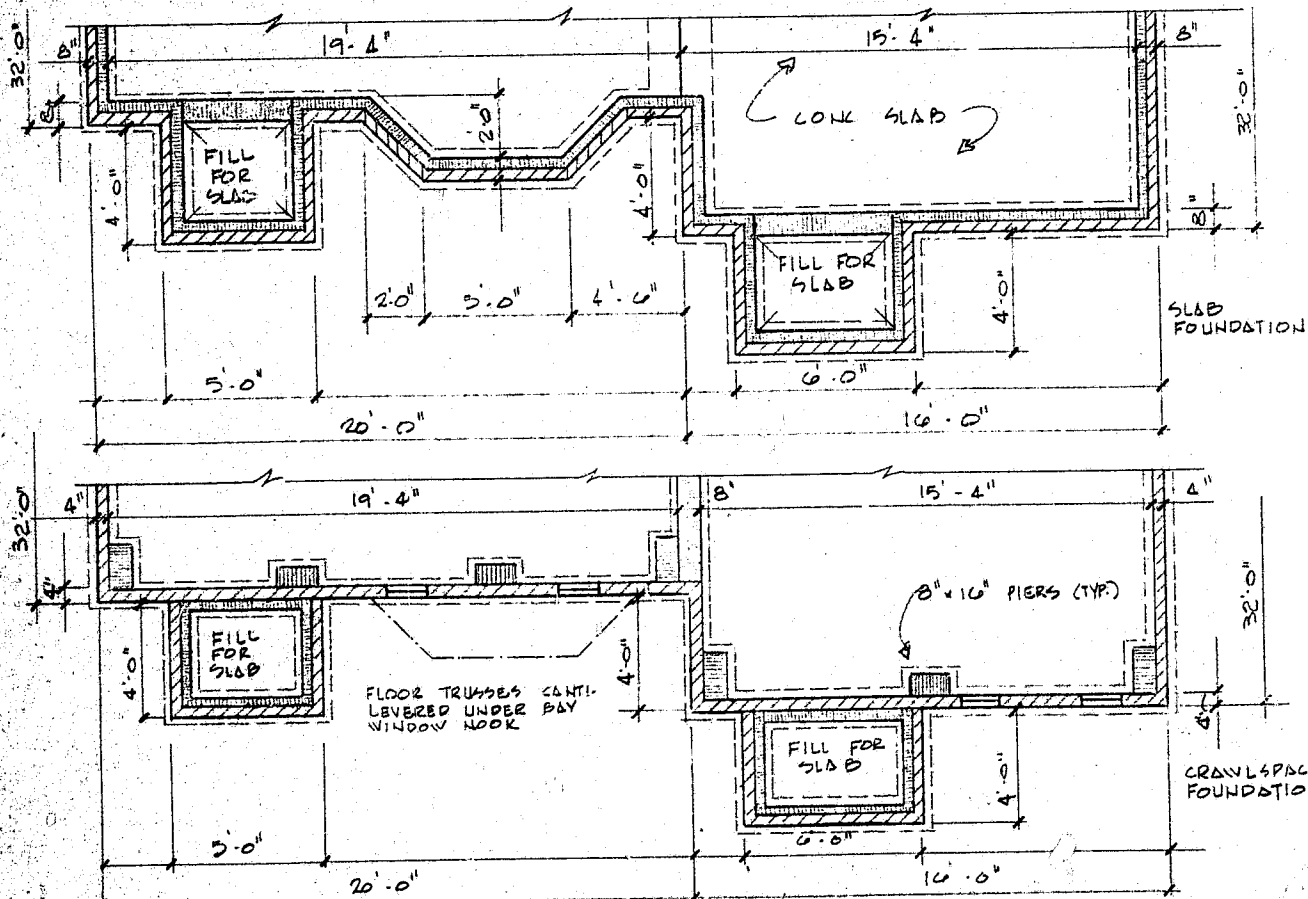 32'-0"
8"
19'-4"
15'-4"
8"
8"
2'-0"
CONC SLAB
32'-0"
FILL
FOR
SLAB
4'-0"
4'-0"
8"
FILL FOR
SLAB
4'-0"
2'0"
5'-0"
4'-6"
SLAB
FOUNDATION
5'-0"
6'-0"
20'-0"
16'-0"
32'-0"
4"
19'-4"
8'
15'-4"
4"
4"
8"x16" PIERS (TYP.)
32'-0"
FILL
FOR
SLAB
4'-0"
4'-0"
FLOOR TRUSSES CANTI-
LEVERED UNDER BAY
WINDOW NOOK
4"
FILL FOR
SLAB
4'-0"
CRAWLSPAC
FOUNDATIO
5'-0"
6'-0"
20'-0"
16'-0"